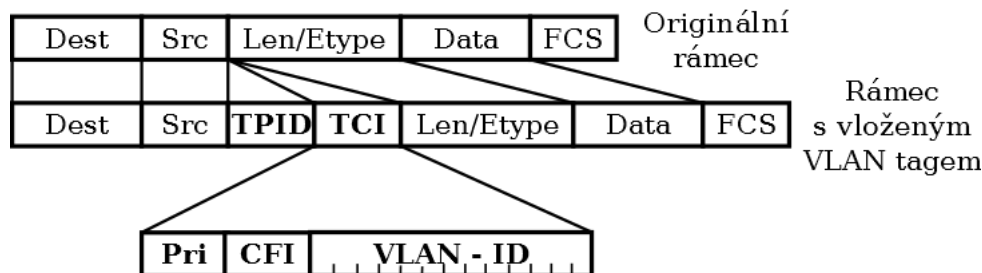 Dest Src Len/Etype Data FCS
Originální
rámec
Dest Src TPID TCI Len/Etype Data FCS
Rámec
s vloženým
VLAN tagem
Pri CFI VLAN - ID